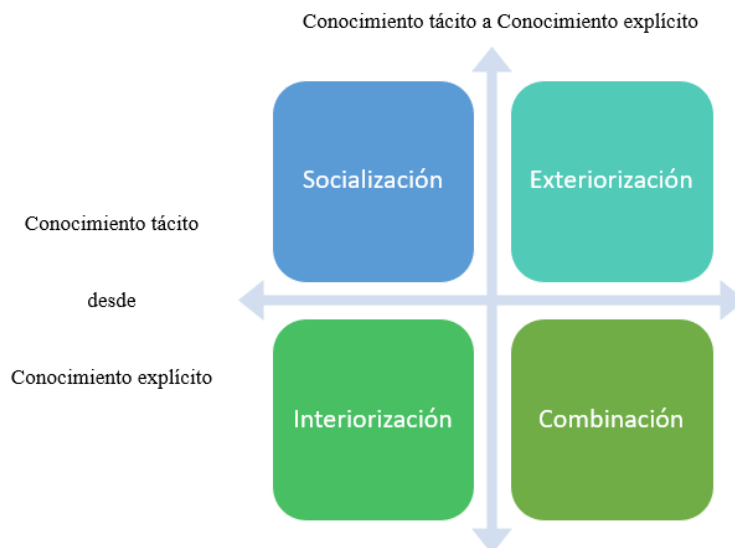 Conocimiento tácito a Conocimiento explícito
Socialización
Exteriorización
Conocimiento tácito
desde
Conocimiento explícito
Interiorización
Combinación